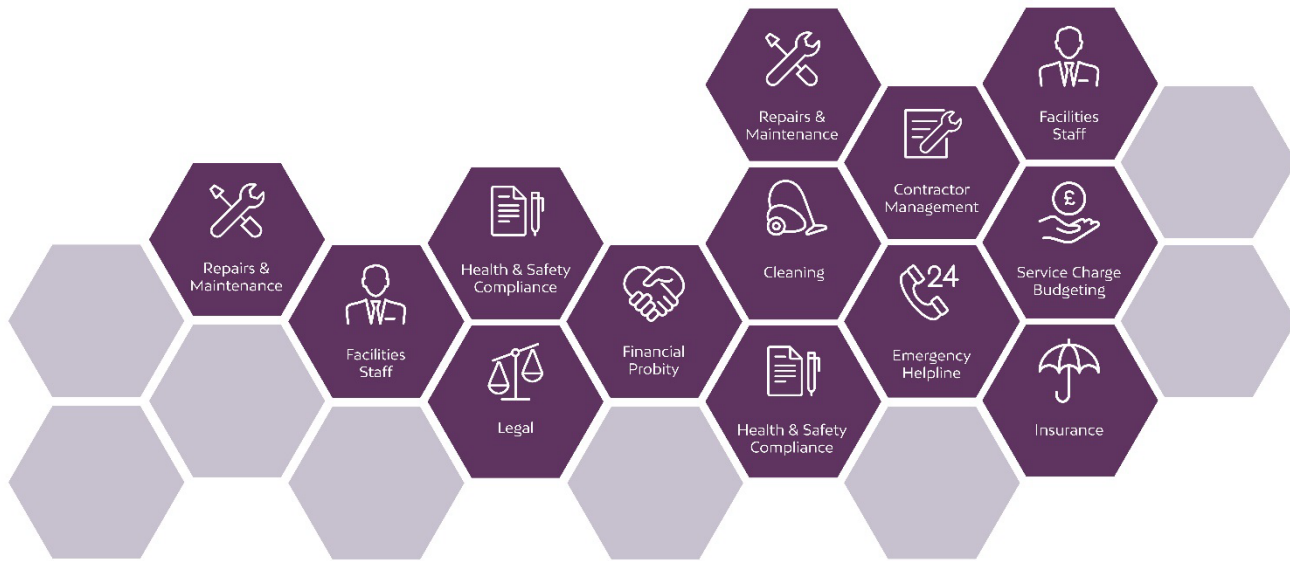 Repairs &
Maintenance
Facilities
Staff
Health & Safety
Compliance
Legal
Financial
Probity
Repairs &
Maintenance
Cleaning
Health & Safety
Compliance
Contractor
Management
24
Emergency
Helpline
Facilities
Staff
£
Service Charge
Budgeting
Insurance